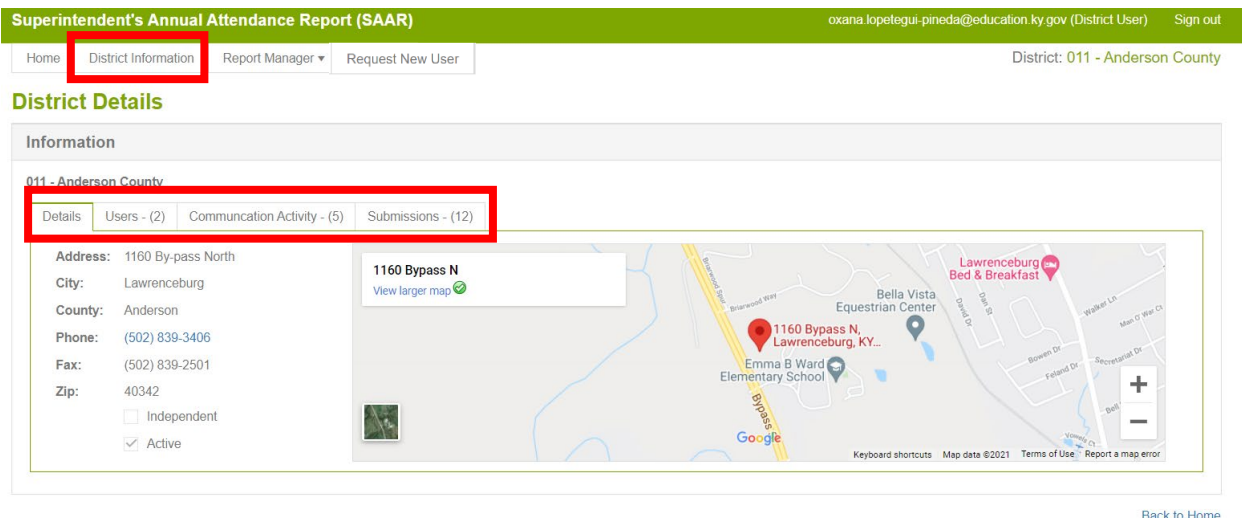 Superintendent's Annual Attendance Report (SAAR) oxana.lopetegui-pineda@education.ky.gov (District User) Sign out
Home District Information Report Manager ▾ Request New User District: 011 - Anderson County
District Details
Information
011 - Anderson County
Details Users - (2) Communcation Activity - (5) Submissions - (12)
Address: 1160 By-pass North
City: Lawrenceburg
County: Anderson
Phone: (502) 839-3406
Fax: (502) 839-2501
Zip: 40342
Independent
Active
1160 Bypass N
View larger map
Lawrenceburg
Bed & Breakfast
Briarwood Spur
Briarwood Way
Bella Vista
Equestrian Center
David Dr
Dan St
Walker Ln
Man O War Ct
1160 Bypass N,
Lawrenceburg, KY...
Emma B Ward
Elementary School
Bowen Dr
Feland Dr
Secretariat Dr
Bypass
Bell
Vowels Ct
+
−
Google
Keyboard shortcuts Map data ©2021 Terms of Use Report a map error
Back to Home